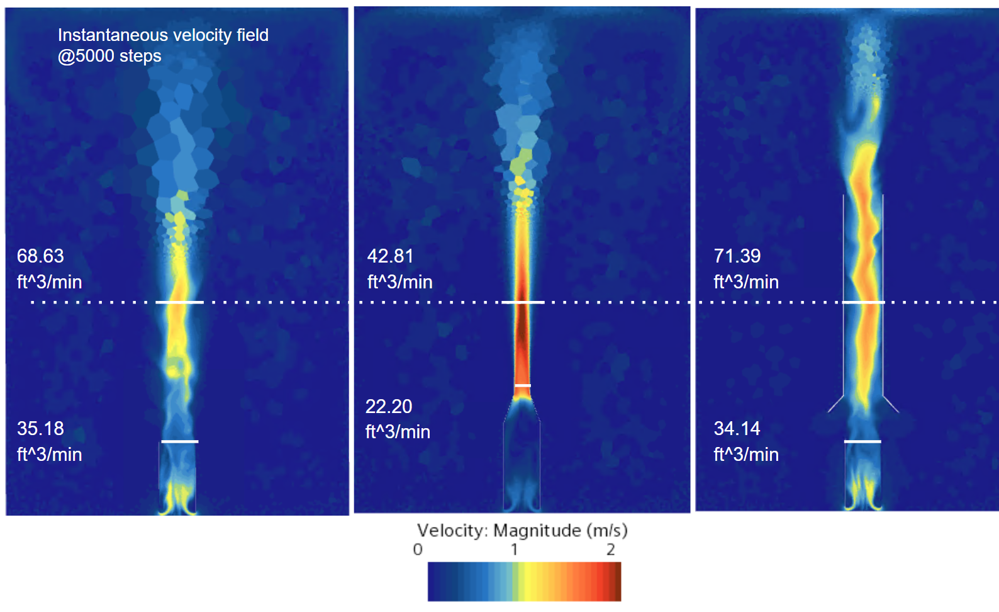 Instantaneous velocity field
@5000 steps
68.63
ft^3/min
35.18
ft^3/min
42.81
ft^3/min
22.20
ft^3/min
71.39
ft^3/min
34.14
ft^3/min
Velocity: Magnitude (m/s)
0 1 2